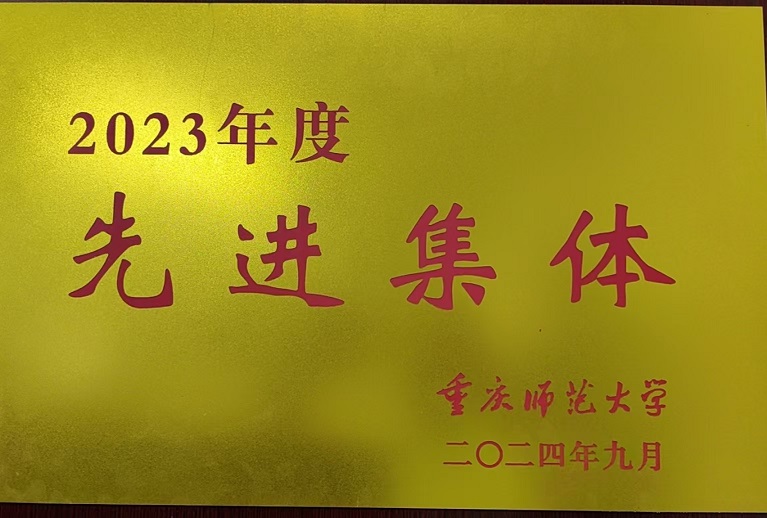 2023年度
先进集体
重庆师范大学
二〇二四年九月